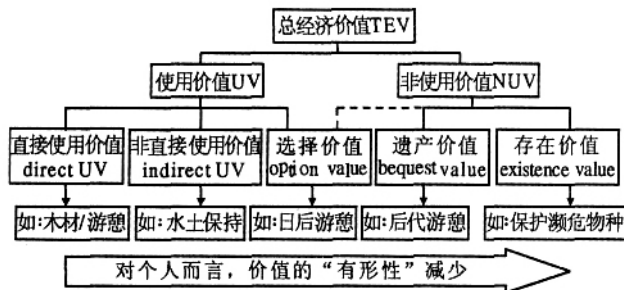 总经济价值TEV
使用价值UV
非使用价值NUV
直接使用价值
direct UV
非直接使用价值
indirect UV
选择价值
option value
遗产价值
bequest value
存在价值
existence value
如:木材/游憩
如:水土保持
如:日后游憩
如:后代游憩
如:保护濒危物种
对个人而言，价值的“有形性”减少